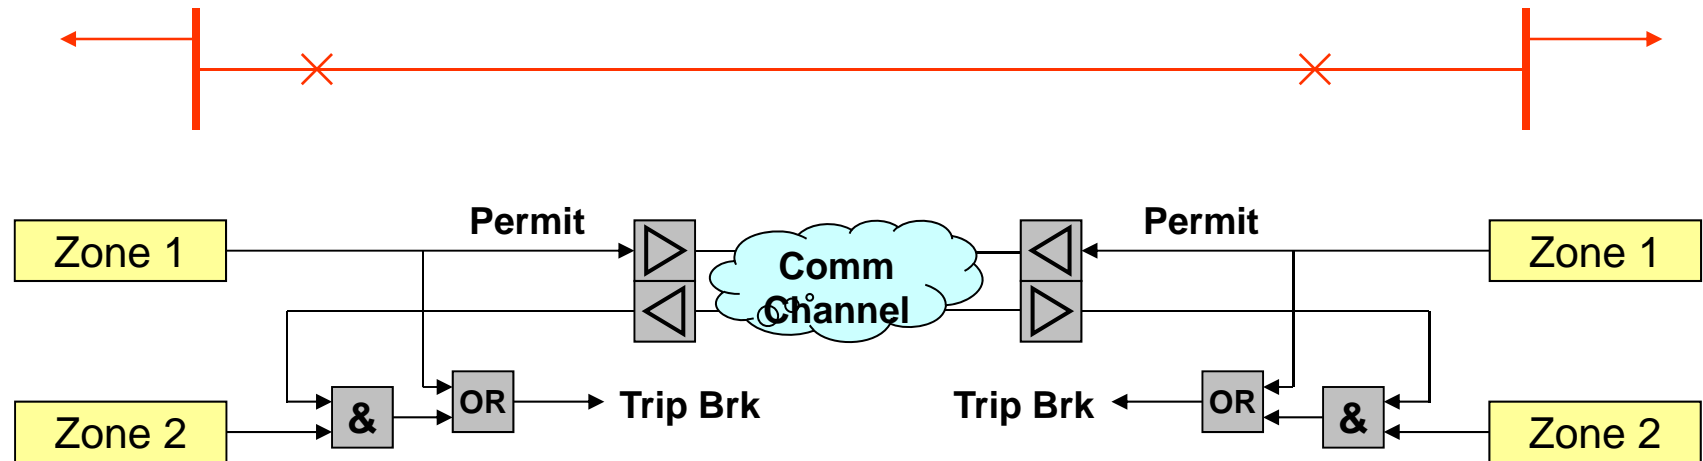 Permit
Permit
Zone 1
Comm
Channel
Zone 1
OR
Trip Brk
Trip Brk
OR
&
&
Zone 2
Zone 2